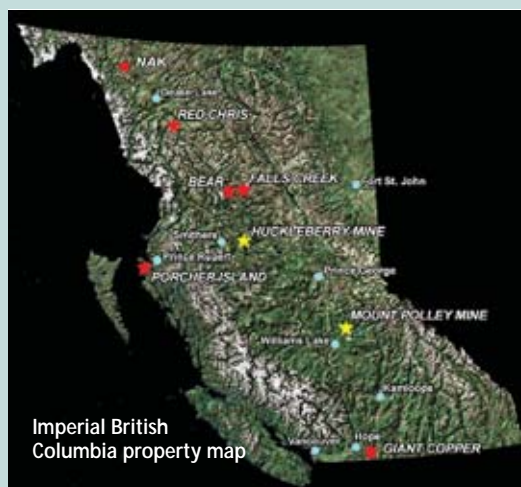 NAK
Dease Lake
RED CHRIS
BEAR
FALLS CREEK
Fort St. John
Smithers
HUCKLEBERRY MINE
Prince Rupert
PORCHER ISLAND
Prince George
MOUNT POLLEY MINE
Williams Lake
Kamloops
Imperial British
Columbia property map
Vancouver
Hope
GIANT COPPER